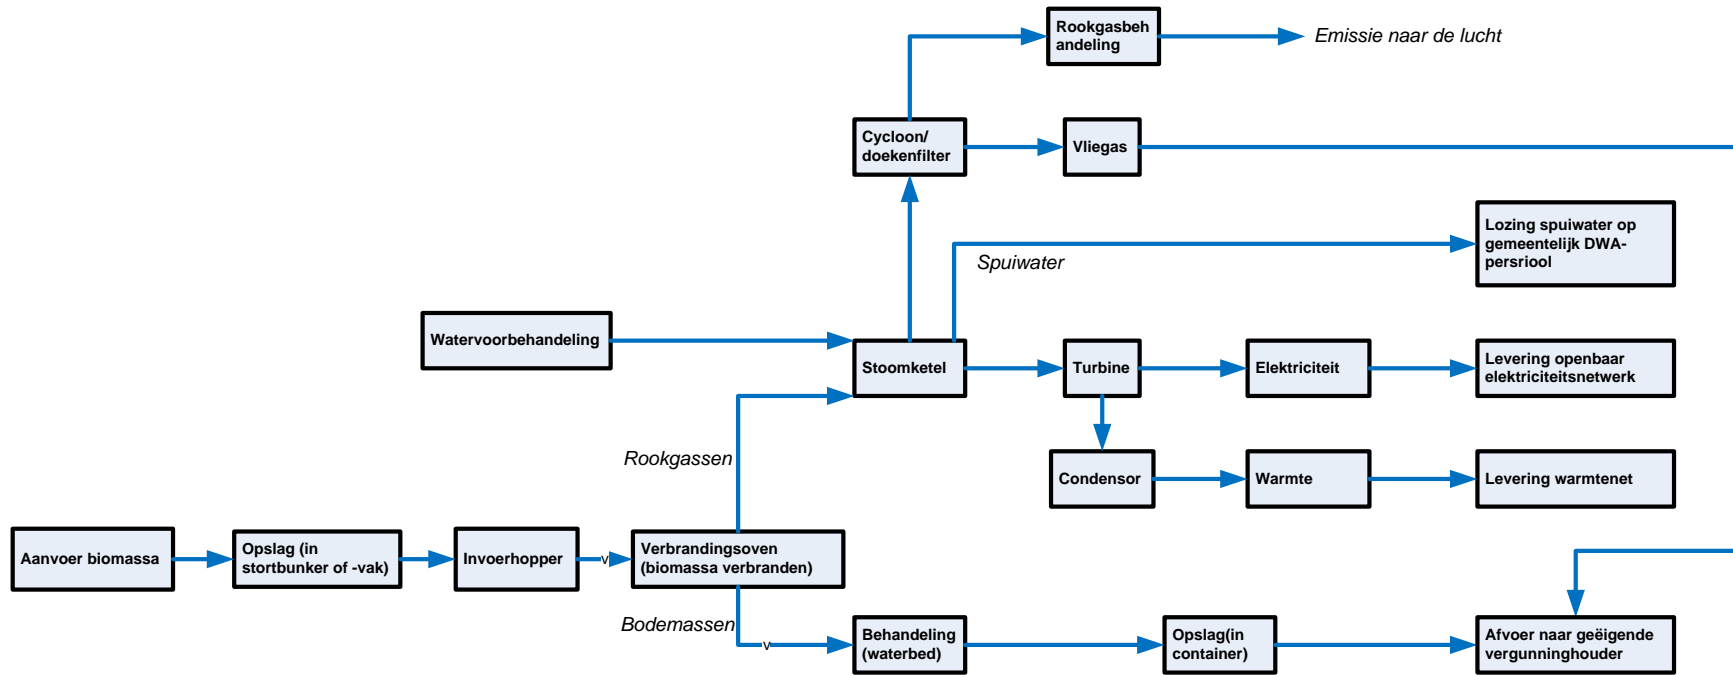 Rookgasbeh
andeling
Emissie naar de lucht
Cycloon/
doekenfilter
Vliegas
Lozing spuiwater op
gemeentelijk DWA-
persriool
Spuiwater
Watervoorbehandeling
Stoomketel
Turbine
Elektriciteit
Levering openbaar
elektriciteitsnetwerk
Rookgassen
Condensor
Warmte
Levering warmtenet
Aanvoer biomassa
Opslag (in
stortbunker of -vak)
Invoerhopper
v
Verbrandingsoven
(biomassa verbranden)
Bodemassen
v
Behandeling
(waterbed)
Opslag(in
container)
Afvoer naar geëigende
vergunninghouder